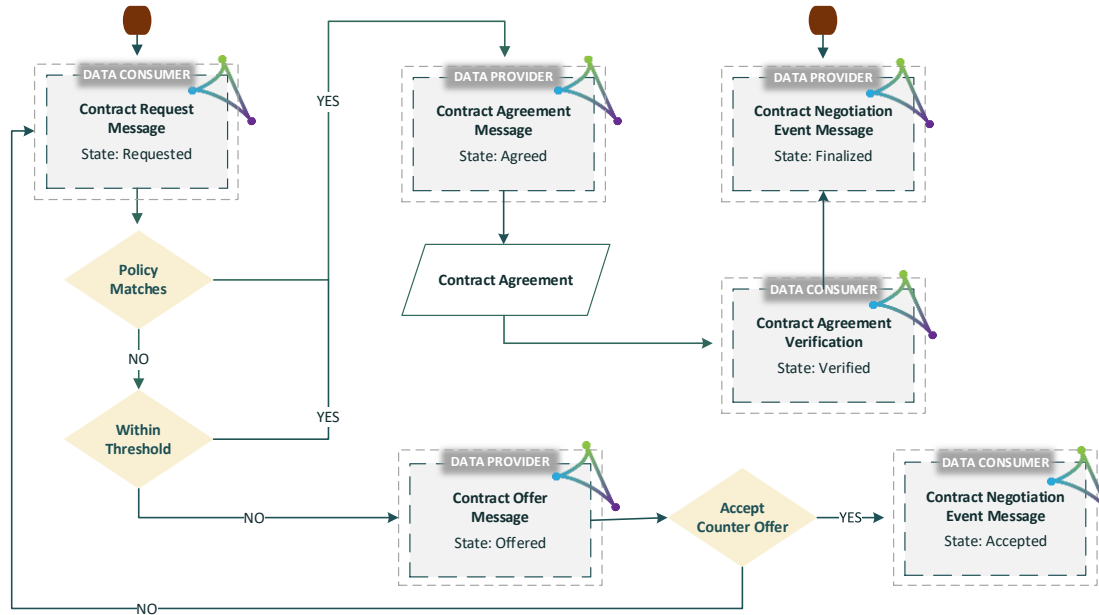 DATA CONSUMER
Contract Request
Message
State: Requested
YES
DATA PROVIDER
Contract Agreement
Message
State: Agreed
DATA PROVIDER
Contract Negotiation
Event Message
State: Finalized
Policy
Matches
Contract Agreement
DATA CONSUMER
Contract Agreement
Verification
State: Verified
NO
Within
Threshold
YES
NO
DATA PROVIDER
Contract Offer
Message
State: Offered
Accept
Counter Offer
YES
DATA CONSUMER
Contract Negotiation
Event Message
State: Accepted
NO